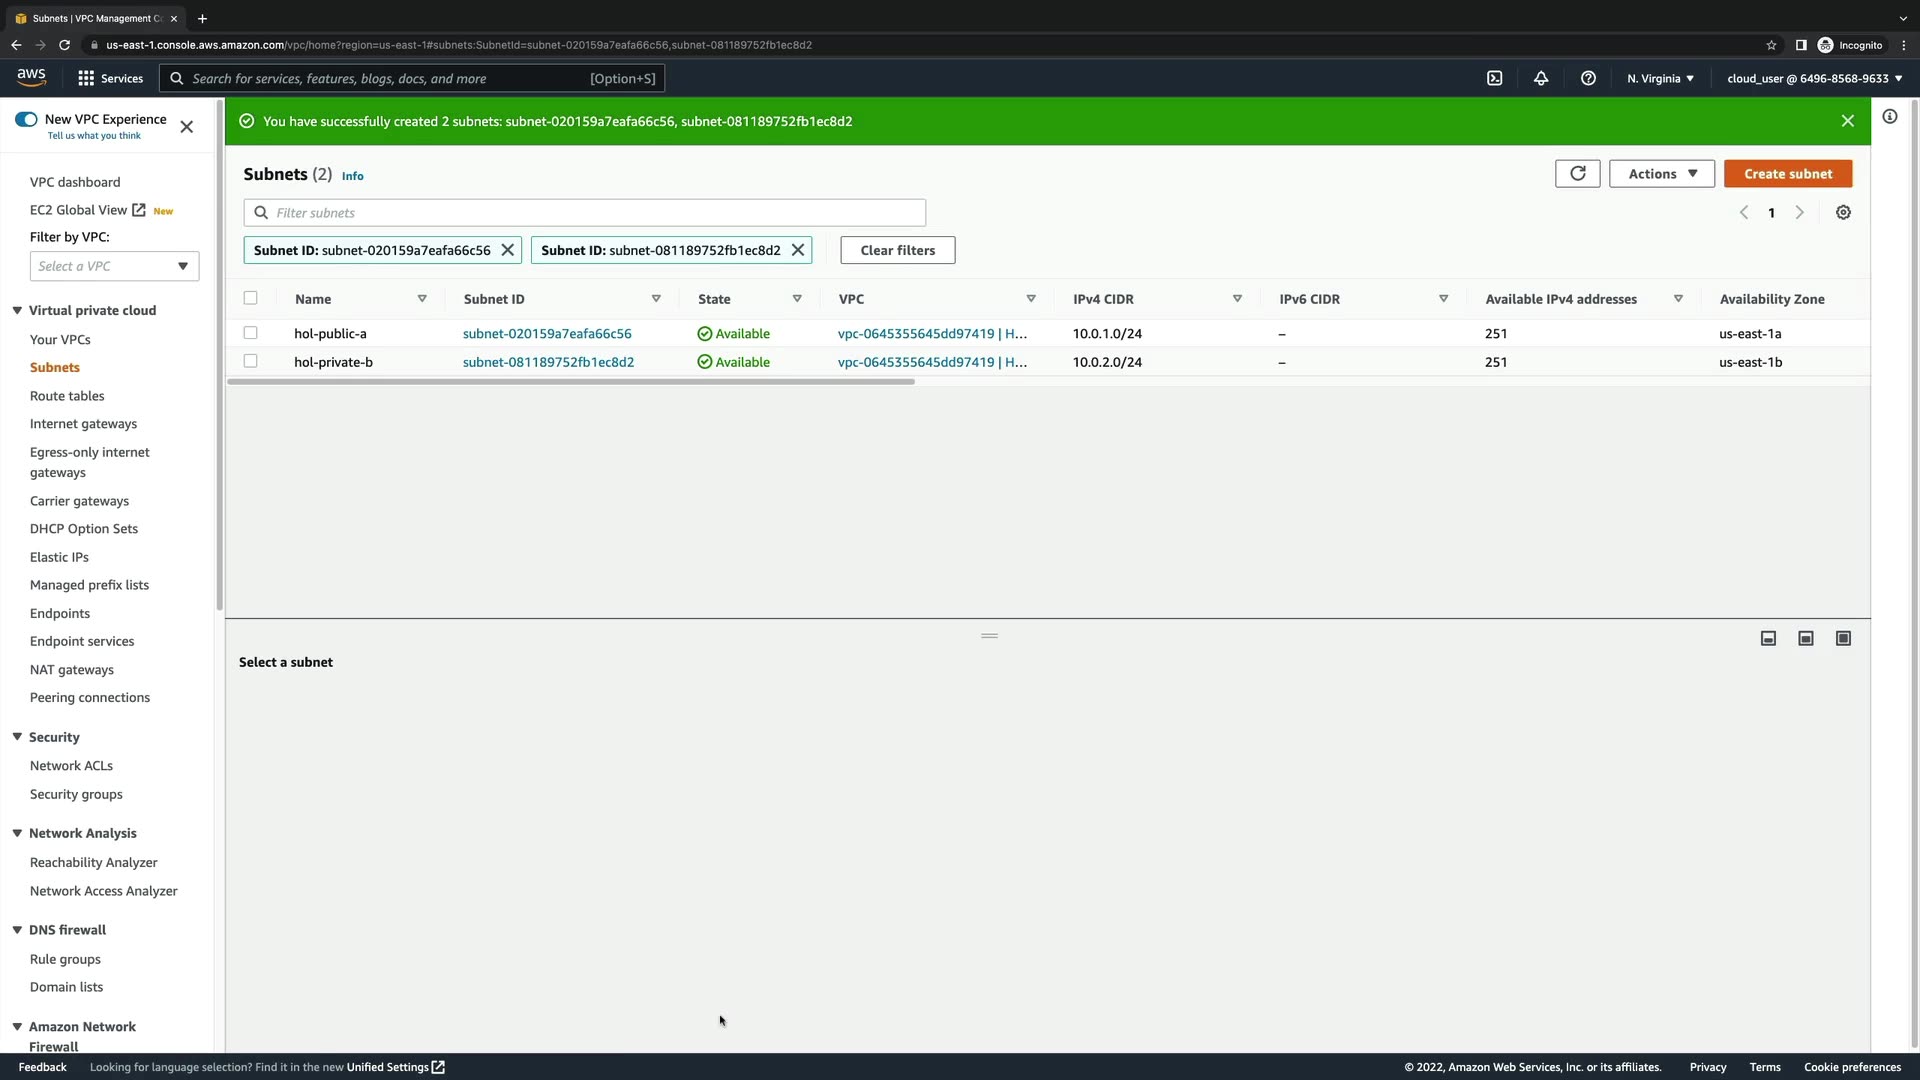 Subnets | VPC Management Co
us-east-1.console.aws.amazon.com/vpc/home?region=us-east-1#subnets:SubnetId=subnet-020159a7eafa66c56,subnet-081189752fb1ec8d2
Incognito
aws
Services
Search for services, features, blogs, docs, and more
[Option+S]
N. Virginia
cloud_user @ 6496-8568-9633
New VPC Experience
Tell us what you think
You have successfully created 2 subnets: subnet-020159a7eafa66c56, subnet-081189752fb1ec8d2
VPC dashboard
EC2 Global View New
Filter by VPC:
Select a VPC
Virtual private cloud
Your VPCs
Subnets
Route tables
Internet gateways
Egress-only internet
gateways
Carrier gateways
DHCP Option Sets
Elastic IPs
Managed prefix lists
Endpoints
Endpoint services
NAT gateways
Peering connections
Security
Network ACLs
Security groups
Network Analysis
Reachability Analyzer
Network Access Analyzer
DNS firewall
Rule groups
Domain lists
Amazon Network
Firewall
Subnets (2) Info
Actions
Create subnet
Filter subnets
1
Subnet ID: subnet-020159a7eafa66c56
Subnet ID: subnet-081189752fb1ec8d2
Clear filters
Name Subnet ID State VPC IPv4 CIDR IPv6 CIDR Available IPv4 addresses Availability Zone
hol-public-a subnet-020159a7eafa66c56 Available vpc-0645355645dd97419 | H... 10.0.1.0/24 – 251 us-east-1a
hol-private-b subnet-081189752fb1ec8d2 Available vpc-0645355645dd97419 | H... 10.0.2.0/24 – 251 us-east-1b
Select a subnet
Feedback
Looking for language selection? Find it in the new Unified Settings
© 2022, Amazon Web Services, Inc. or its affiliates.
Privacy
Terms
Cookie preferences